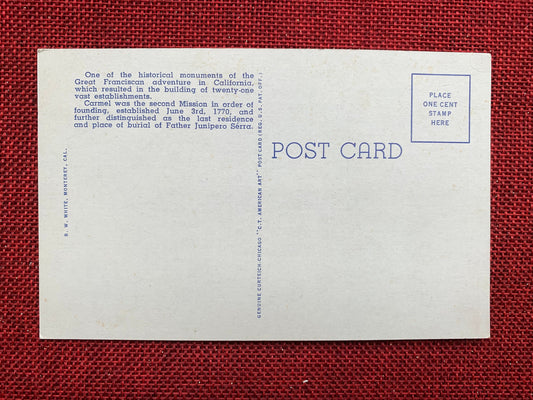 One of the historical monuments of the
Great Franciscan adventure in California,
which resulted in the building of twenty-one
vast establishments.
Carmel was the second Mission in order of
founding, established June 3rd, 1770, and
further distinguished as the last residence
and place of burial of Father Junipero Sérra.
R. W. WHITE, MONTEREY, CAL.
GENUINE CURTEICH-CHICAGO "C.T. AMERICAN ART" POST CARD (REG. U.S. PAT. OFF.)
POST CARD
PLACE
ONE CENT
STAMP
HERE